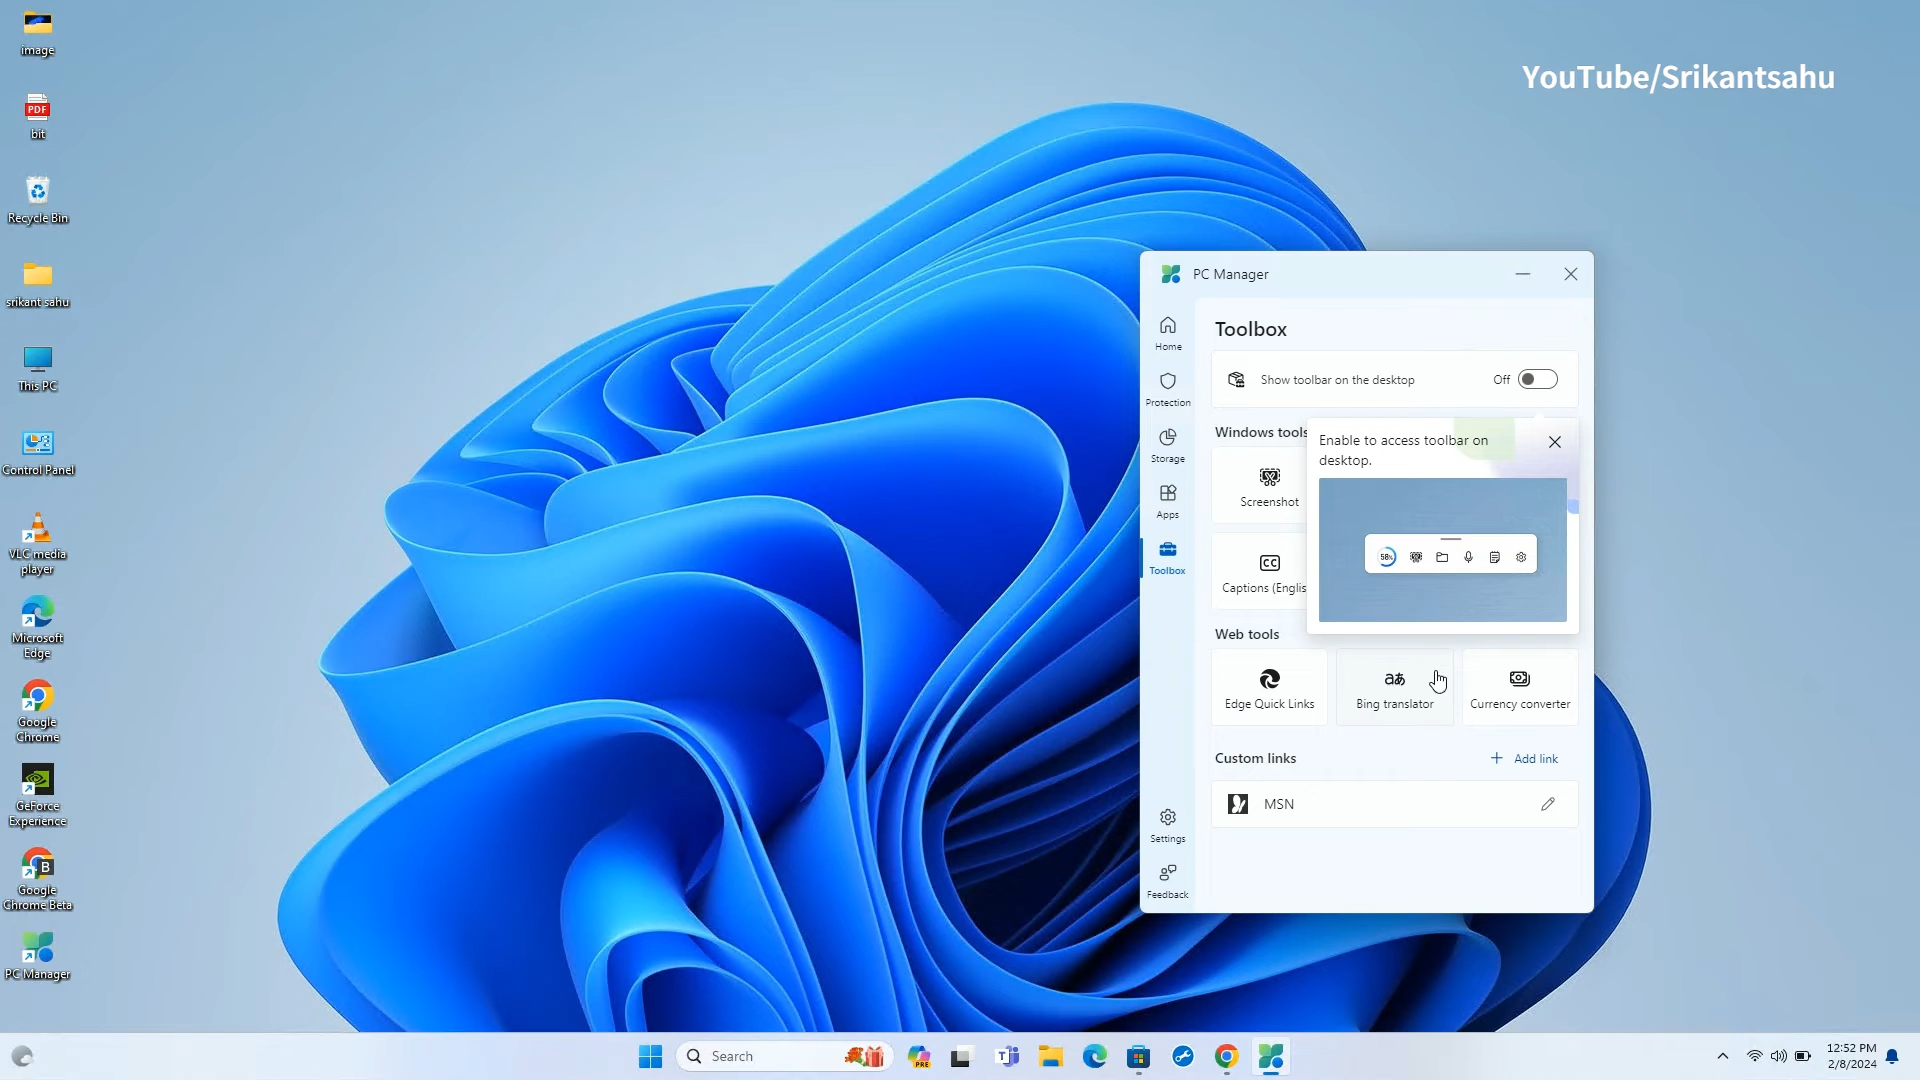 image
bit
Recycle Bin
srikant sahu
This PC
Control Panel
VLC media
player
Microsoft
Edge
Google
Chrome
GeForce
Experience
Google
Chrome Beta
PC Manager
YouTube/Srikantsahu
PC Manager
Home
Protection
Storage
Apps
Toolbox
Settings
Feedback
Toolbox
Show toolbar on the desktop
Off
Windows tools
Enable to access toolbar on
desktop.
58%
Screenshot
Captions (Englis
Web tools
Edge Quick Links
Bing translator
Currency converter
Custom links
Add link
MSN
Search
PRE
12:52 PM
2/8/2024